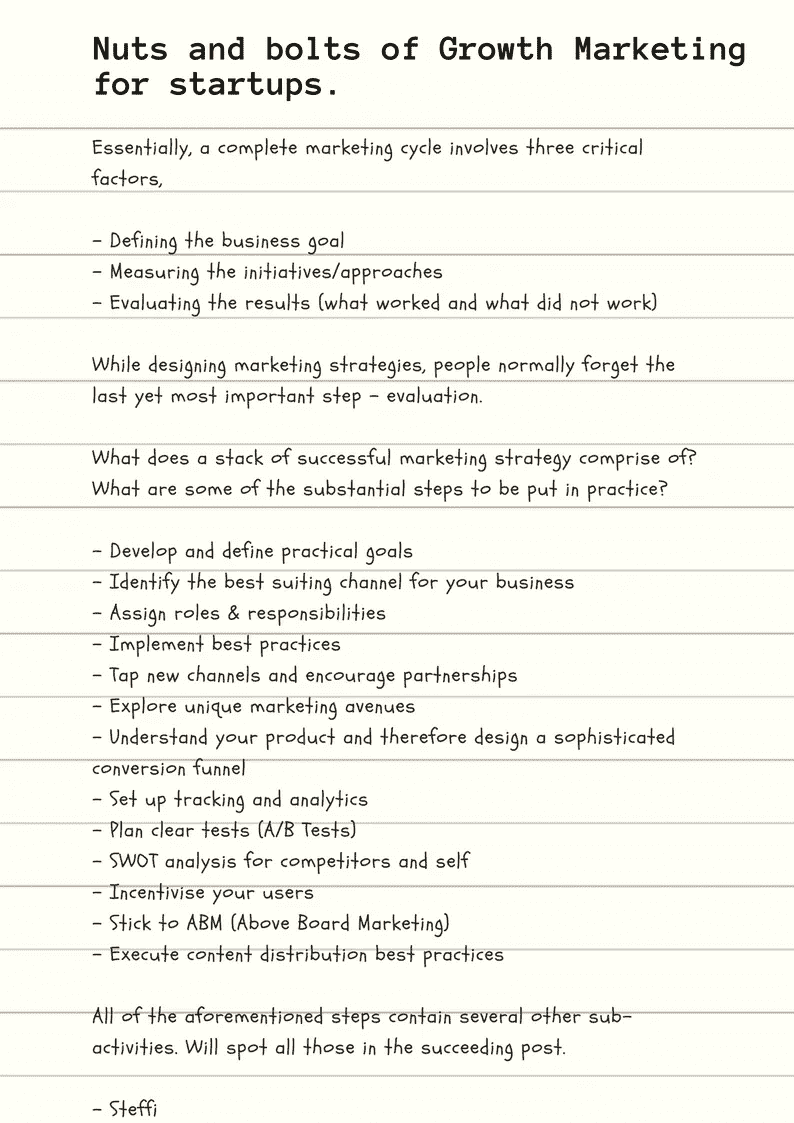 Nuts and bolts of Growth Marketing
for startups.
Essentially, a complete marketing cycle involves three critical
factors,
- Defining the business goal
- Measuring the initiatives/approaches
- Evaluating the results (what worked and what did not work)
While designing marketing strategies, people normally forget the
last yet most important step - evaluation.
What does a stack of successful marketing strategy comprise of?
What are some of the substantial steps to be put in practice?
- Develop and define practical goals
- Identify the best suiting channel for your business
- Assign roles & responsibilities
- Implement best practices
- Tap new channels and encourage partnerships
- Explore unique marketing avenues
- Understand your product and therefore design a sophisticated
conversion funnel
- Set up tracking and analytics
- Plan clear tests (A/B Tests)
- SWOT analysis for competitors and self
- Incentivise your users
- Stick to ABM (Above Board Marketing)
- Execute content distribution best practices
All of the aforementioned steps contain several other sub-
activities. Will spot all those in the succeeding post.
- Steffi